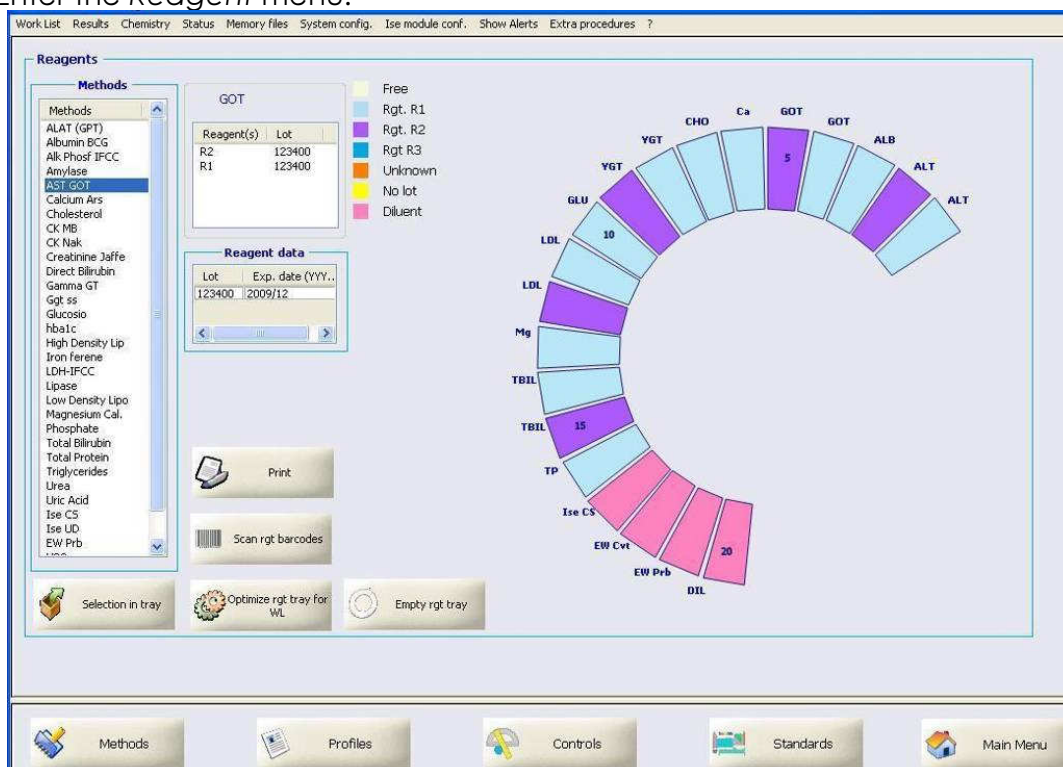 Enter the Reagent menu.
Work List Results Chemistry Status Memory files System config. Ise module conf. Show Alerts Extra procedures ?
Reagents
Methods
Methods
ALAT (GPT)
Albumin BCG
Alk Phosf IFCC
Amylase
AST GOT
Calcium Ars
Cholesterol
CK MB
CK Nak
Creatinine Jaffe
Direct Bilirubin
Gamma GT
Ggt ss
Glucosio
hba1c
High Density Lip
Iron ferene
LDH-IFCC
Lipase
Low Density Lipo
Magnesium Cal.
Phosphate
Total Bilirubin
Total Protein
Triglycerides
Urea
Uric Acid
Ise CS
Ise UD
EW Prb
GOT
Reagent(s) Lot
R2 123400
R1 123400
Reagent data
Lot Exp. date (YYY..
123400 2009/12
Free
Rgt. R1
Rgt. R2
Rgt R3
Unknown
No lot
Diluent
ALT
ALT
ALB
GOT
GOT
5
Ca
CHO
YGT
YGT
GLU
10
LDL
LDL
Mg
TBIL
TBIL
15
TP
Ise CS
EW Cvt
EW Prb
DIL
20
Print
Scan rgt barcodes
Selection in tray
Optimize rgt tray for
WL
Empty rgt tray
Methods
Profiles
Controls
Standards
Main Menu